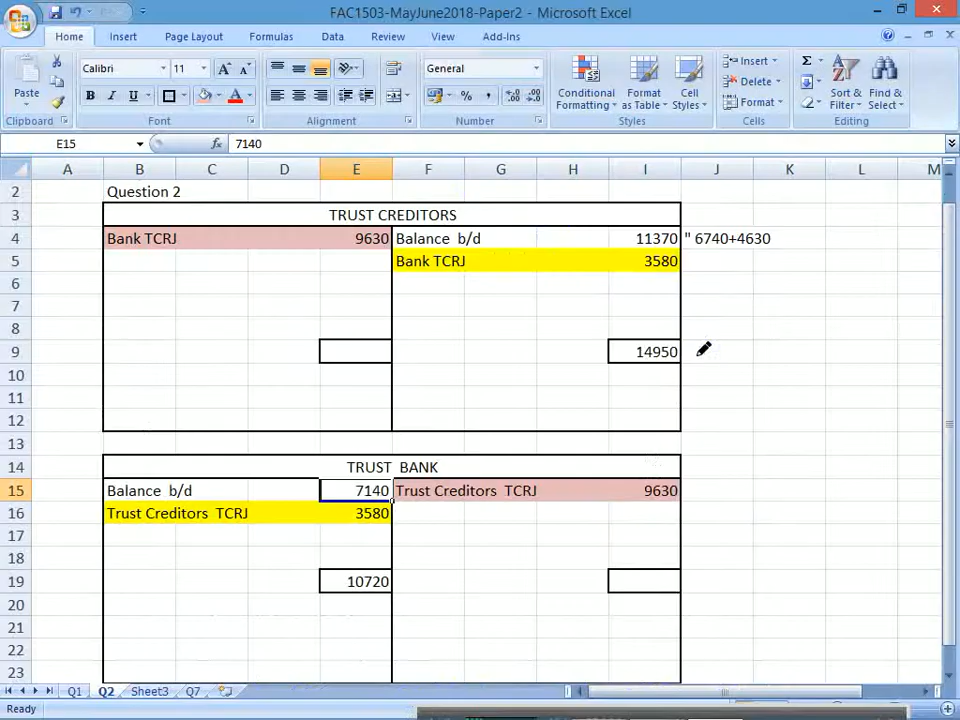 FAC1503-MayJune2018-Paper2 - Microsoft Excel
Home Insert Page Layout Formulas Data Review View Add-Ins
Paste
Clipboard
Calibri 11
B I U
Font
Alignment
General
Number
Conditional Formatting
Format as Table
Cell Styles
Styles
Insert
Delete
Format
Cells
Sort & Filter
Find & Select
Editing
E15 fx 7140
A B C D E F G H I J K L M
2 Question 2
3 TRUST CREDITORS
4 Bank TCRJ 9630 Balance b/d 11370 " 6740+4630
5 Bank TCRJ 3580
6
7
8
9 14950
10
11
12
13
14 TRUST BANK
15 Balance b/d 7140 Trust Creditors TCRJ 9630
16 Trust Creditors TCRJ 3580
17
18
19 10720
20
21
22
23
Q1 Q2 Sheet3 Q7
Ready